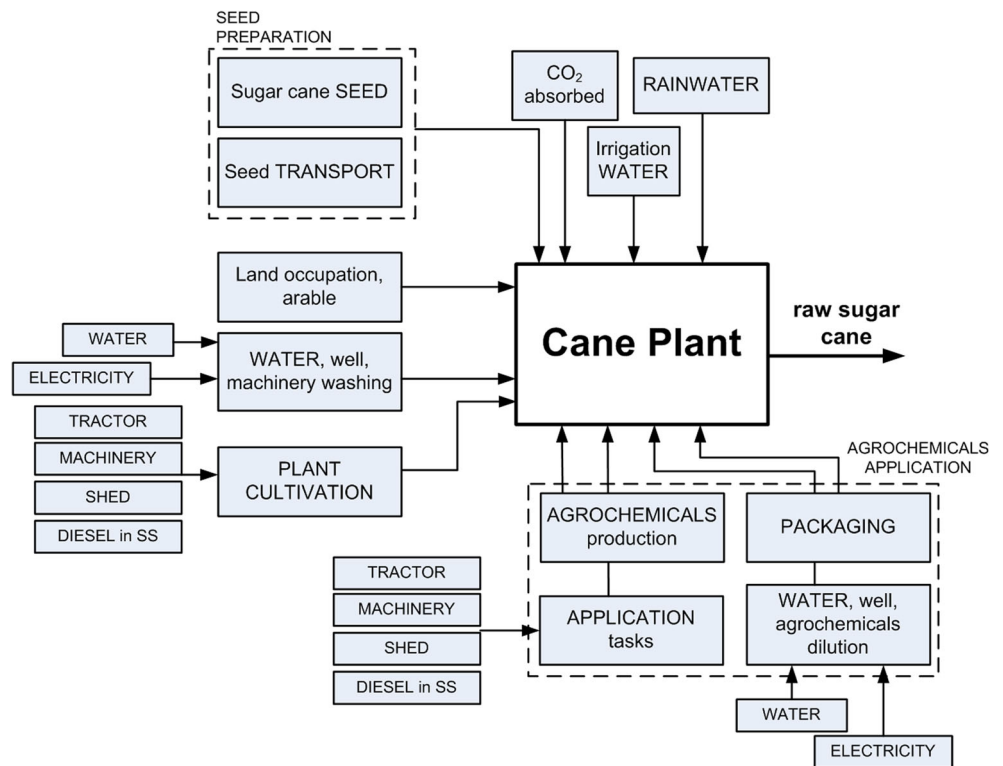 SEED
PREPARATION
Sugar cane SEED
Seed TRANSPORT
CO₂
absorbed
RAINWATER
Irrigation
WATER
Land occupation,
arable
WATER
ELECTRICITY
WATER, well,
machinery washing
TRACTOR
MACHINERY
SHED
DIESEL in SS
PLANT
CULTIVATION
Cane Plant
raw sugar
cane
AGROCHEMICALS
APPLICATION
AGROCHEMICALS
production
PACKAGING
TRACTOR
MACHINERY
SHED
DIESEL in SS
APPLICATION
tasks
WATER, well,
agrochemicals
dilution
WATER
ELECTRICITY